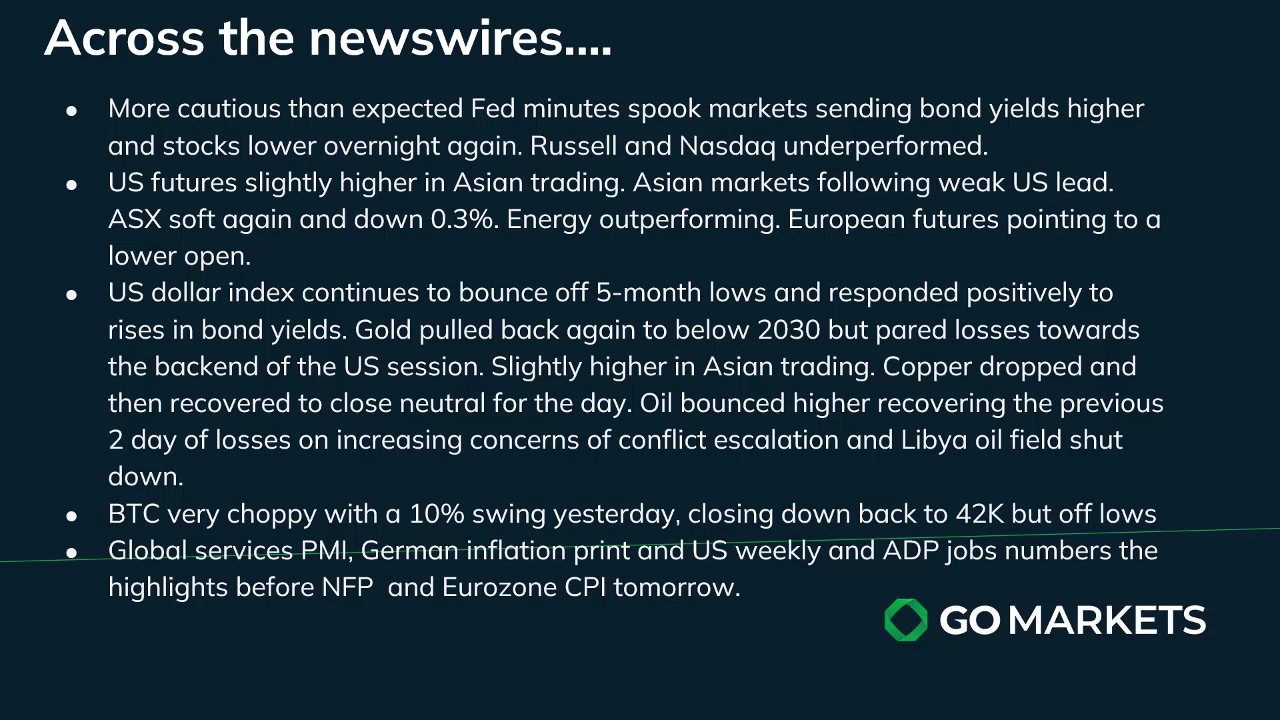 Across the newswires....
● More cautious than expected Fed minutes spook markets sending bond yields higher
and stocks lower overnight again. Russell and Nasdaq underperformed.
● US futures slightly higher in Asian trading. Asian markets following weak US lead.
ASX soft again and down 0.3%. Energy outperforming. European futures pointing to a
lower open.
● US dollar index continues to bounce off 5-month lows and responded positively to
rises in bond yields. Gold pulled back again to below 2030 but pared losses towards
the backend of the US session. Slightly higher in Asian trading. Copper dropped and
then recovered to close neutral for the day. Oil bounced higher recovering the previous
2 day of losses on increasing concerns of conflict escalation and Libya oil field shut
down.
● BTC very choppy with a 10% swing yesterday, closing down back to 42K but off lows
● Global services PMI, German inflation print and US weekly and ADP jobs numbers the
highlights before NFP  and Eurozone CPI tomorrow.
GO MARKETS